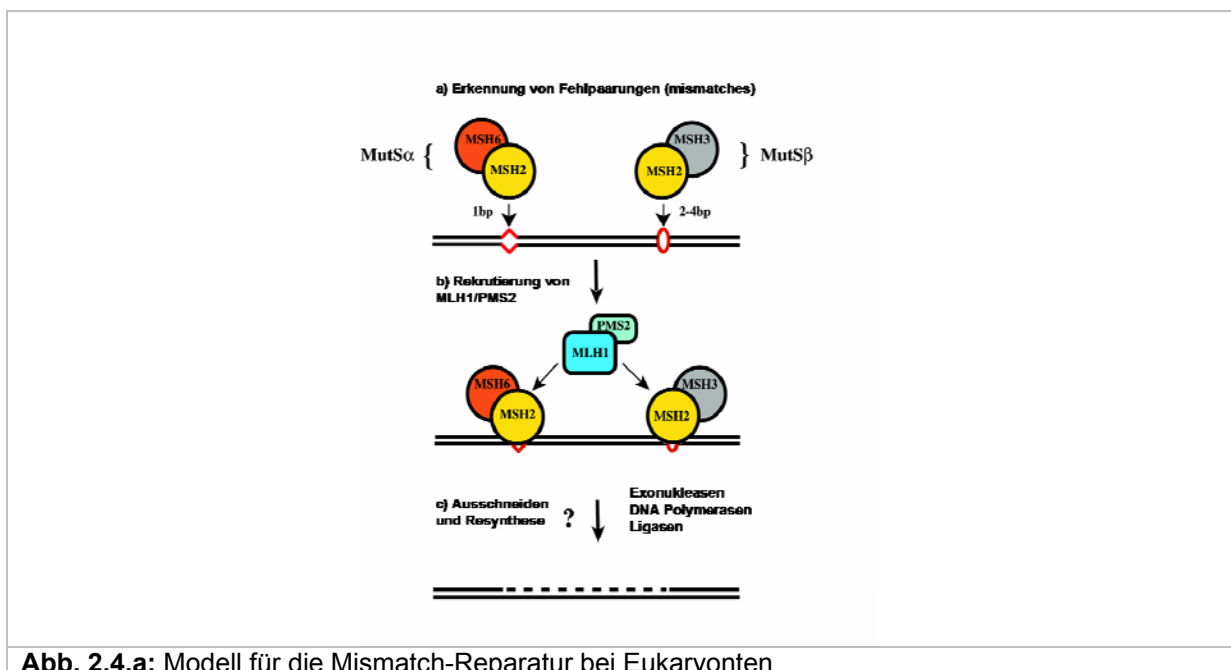 a) Erkennung von Fehlpaarungen (mismatches)
MutSα { MSH6 MSH3 } MutSβ
MSH2 MSH2
1bp 2-4bp
b) Rekrutierung von
MLH1/PMS2
PMS2
MLH1
MSH6 MSH3
MSH2 MSH2
c) Ausschneiden
und Resynthese ?
Exonukleasen
DNA Polymerasen
Ligasen
Abb. 2.4.a: Modell für die Mismatch-Reparatur bei Eukaryonten